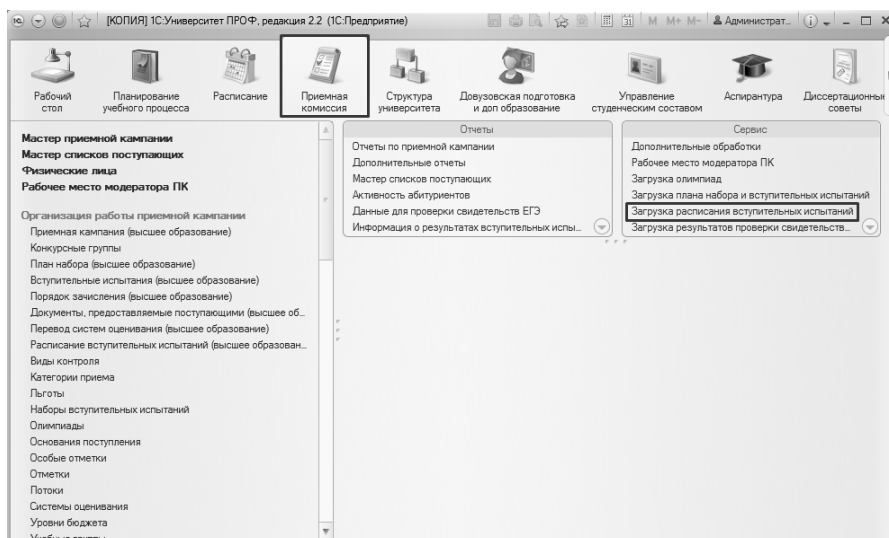 [КОПИЯ] 1С:Университет ПРОФ, редакция 2.2 (1С:Предприятие)
M M+ M- Администрат...
Рабочий
стол
Планирование
учебного процесса
Расписание
Приемная
комиссия
Структура
университета
Довузовская подготовка
и доп образование
Управление
студенческим составом
Аспирантура
Диссертационные
советы
Мастер приемной кампании
Мастер списков поступающих
Физические лица
Рабочее место модератора ПК
Организация работы приемной кампании
Приемная кампания (высшее образование)
Конкурсные группы
План набора (высшее образование)
Вступительные испытания (высшее образование)
Порядок зачисления (высшее образование)
Документы, предоставляемые поступающими (высшее об...
Перевод систем оценивания (высшее образование)
Расписание вступительных испытаний (высшее образован...
Виды контроля
Категории приема
Льготы
Наборы вступительных испытаний
Олимпиады
Основания поступления
Особые отметки
Отметки
Потоки
Системы оценивания
Уровни бюджета
Отчеты
Отчеты по приемной кампании
Дополнительные отчеты
Мастер списков поступающих
Активность абитуриентов
Данные для проверки свидетельств ЕГЭ
Информация о результатах вступительных испы...
Сервис
Дополнительные обработки
Рабочее место модератора ПК
Загрузка олимпиад
Загрузка плана набора и вступительных испытаний
Загрузка расписания вступительных испытаний
Загрузка результатов проверки свидетельств...